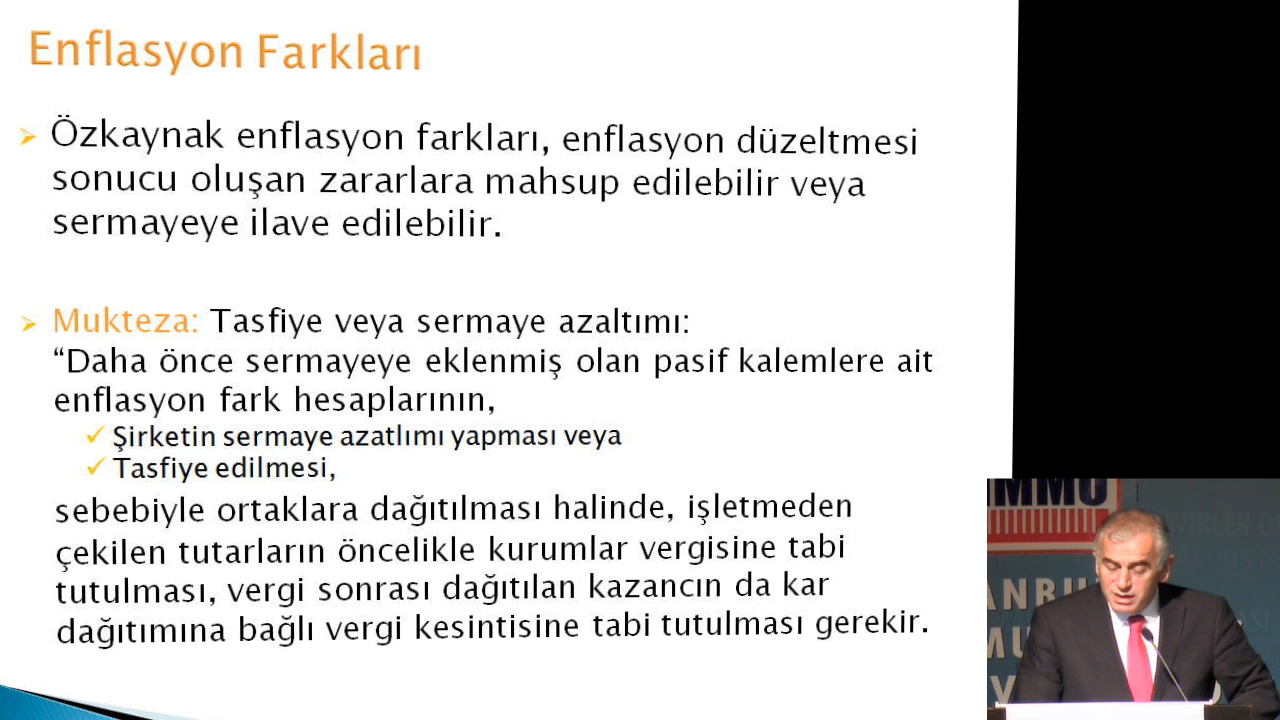 Enflasyon Farkları
Özkaynak enflasyon farkları, enflasyon düzeltmesi
sonucu oluşan zararlara mahsup edilebilir veya
sermayeye ilave edilebilir.
Mukteza: Tasfiye veya sermaye azaltımı:
“Daha önce sermayeye eklenmiş olan pasif kalemlere ait
enflasyon fark hesaplarının,
Şirketin sermaye azatlımı yapması veya
Tasfiye edilmesi,
sebebiyle ortaklara dağıtılması halinde, işletmeden
çekilen tutarların öncelikle kurumlar vergisine tabi
tutulması, vergi sonrası dağıtılan kazancın da kar
dağıtımına bağlı vergi kesintisine tabi tutulması gerekir.